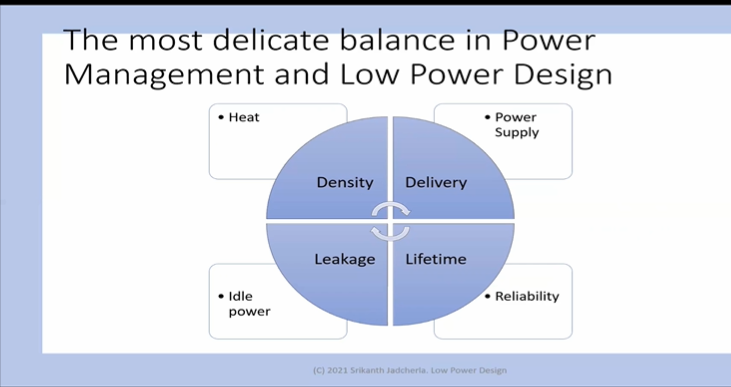 The most delicate balance in Power
Management and Low Power Design
• Heat
• Power
Supply
Density
Delivery
Leakage
Lifetime
• Idle
power
• Reliability
(C) 2021 Srikanth Jadcherla. Low Power Design